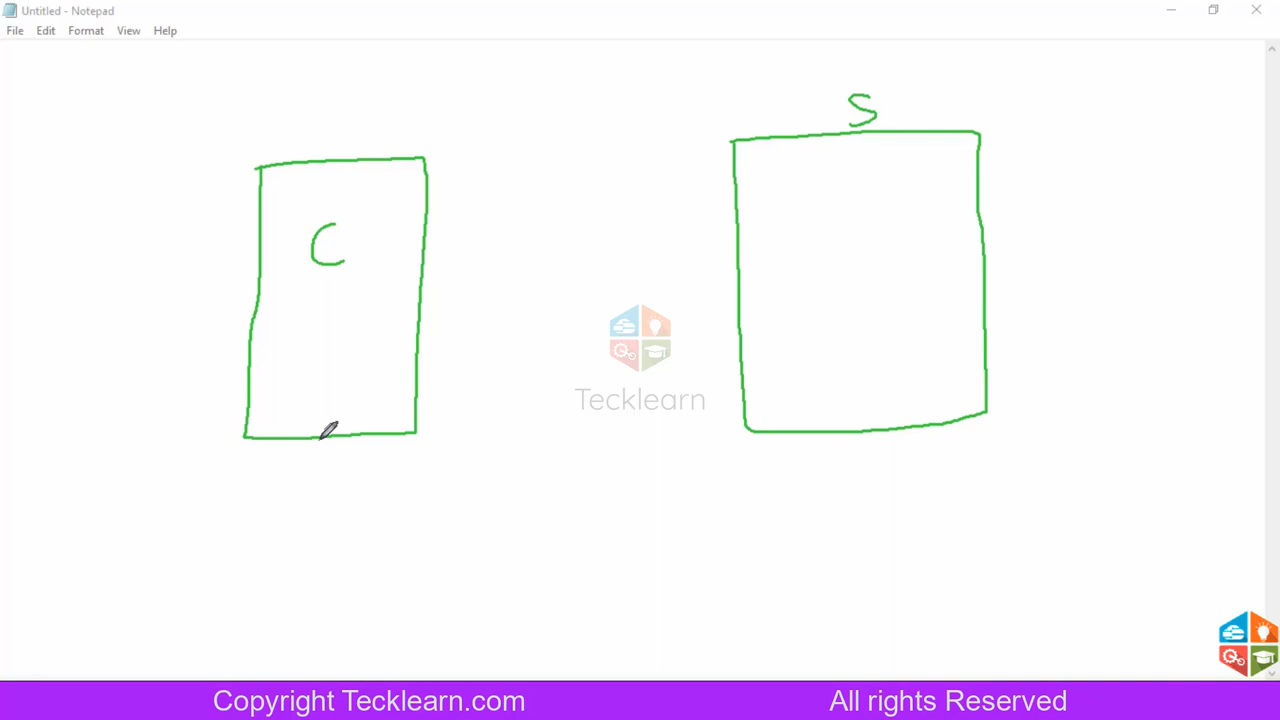 Untitled - Notepad
File Edit Format View Help
S
C
Tecklearn
Copyright Tecklearn.com All rights Reserved